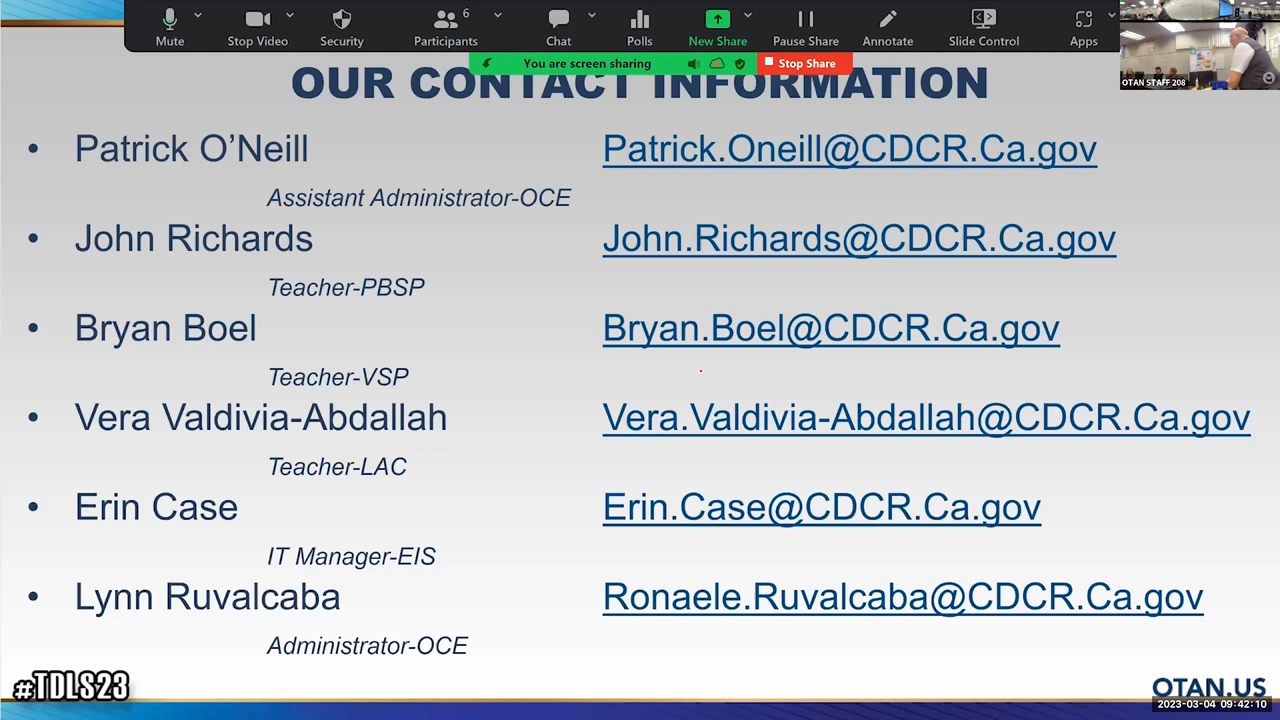 Mute
Stop Video
Security
Participants
6
Chat
Polls
New Share
Pause Share
Annotate
Slide Control
Apps
You are screen sharing
Stop Share
OTAN STAFF 208
OUR CONTACT INFORMATION
• Patrick O’Neill Patrick.Oneill@CDCR.Ca.gov
Assistant Administrator-OCE
• John Richards John.Richards@CDCR.Ca.gov
Teacher-PBSP
• Bryan Boel Bryan.Boel@CDCR.Ca.gov
Teacher-VSP
• Vera Valdivia-Abdallah Vera.Valdivia-Abdallah@CDCR.Ca.gov
Teacher-LAC
• Erin Case Erin.Case@CDCR.Ca.gov
IT Manager-EIS
• Lynn Ruvalcaba Ronaele.Ruvalcaba@CDCR.Ca.gov
Administrator-OCE
#TDLS23
OTAN.US
2023-03-04 09:42:10